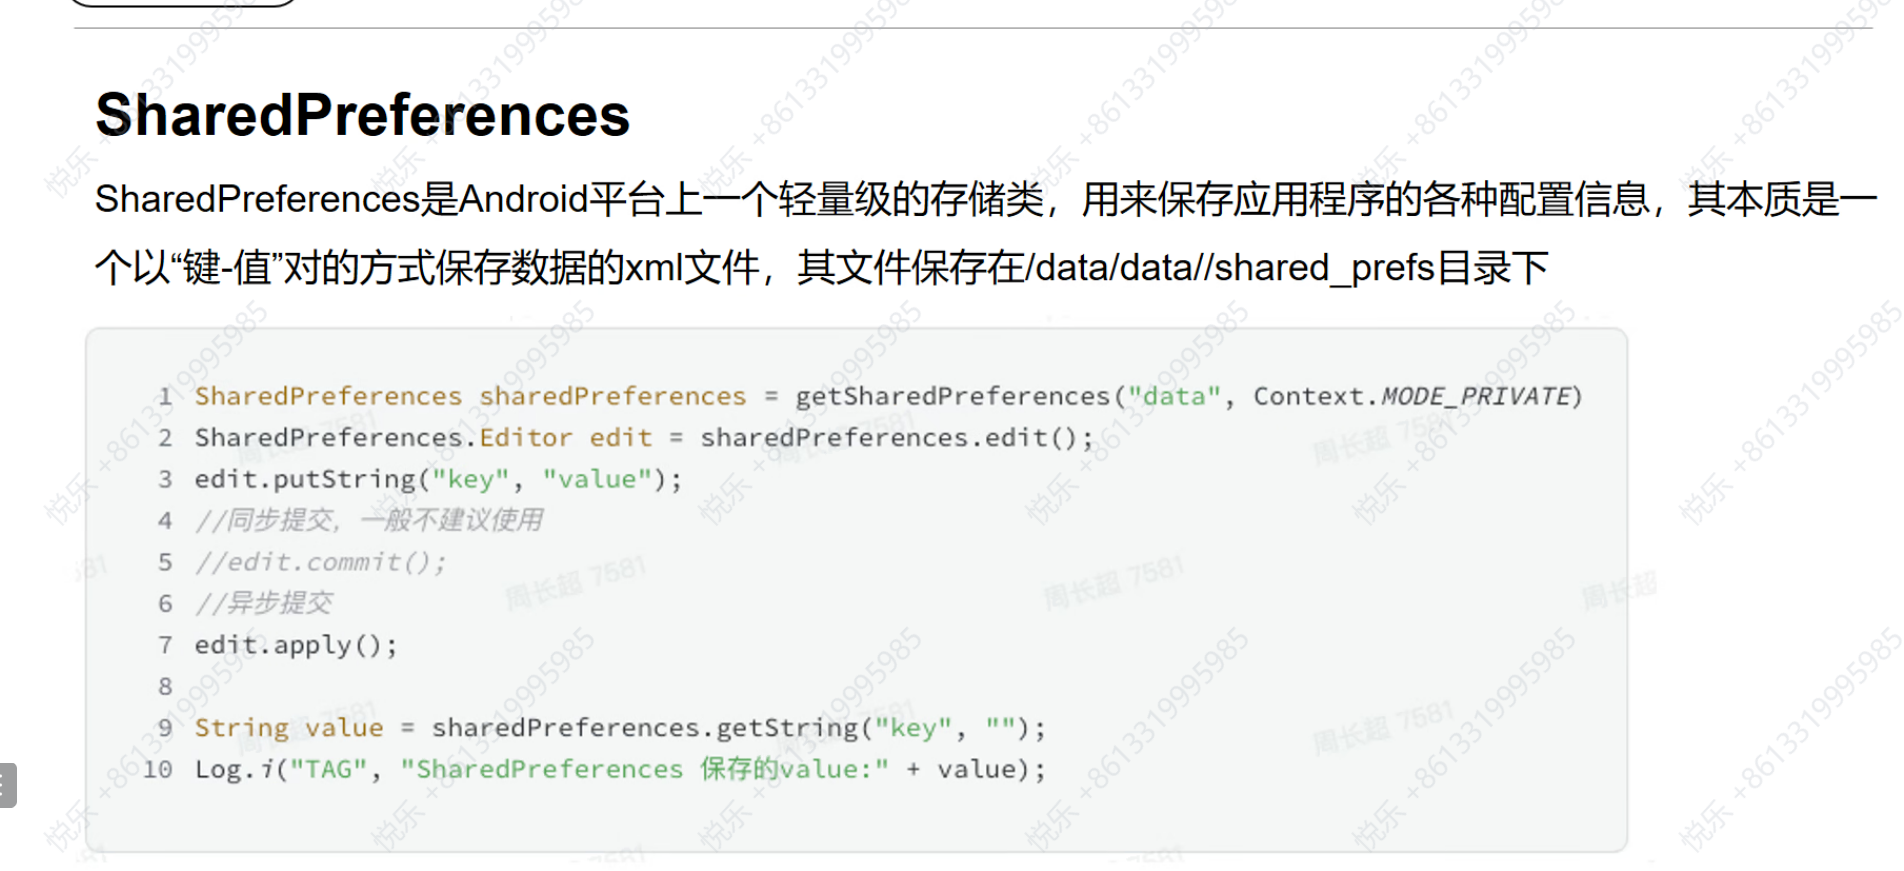 SharedPreferences
SharedPreferences是Android平台上一个轻量级的存储类，用来保存应用程序的各种配置信息，其本质是一
个以“键-值”对的方式保存数据的xml文件，其文件保存在/data/data//shared_prefs目录下
1 SharedPreferences sharedPreferences = getSharedPreferences("data", Context.MODE_PRIVATE)
2 SharedPreferences.Editor edit = sharedPreferences.edit();
3 edit.putString("key", "value");
4 //同步提交，一般不建议使用
5 //edit.commit();
6 //异步提交
7 edit.apply();
8
9 String value = sharedPreferences.getString("key", "");
10 Log.i("TAG", "SharedPreferences 保存的value:" + value);
悦乐 +8613319995985
周长超 7581